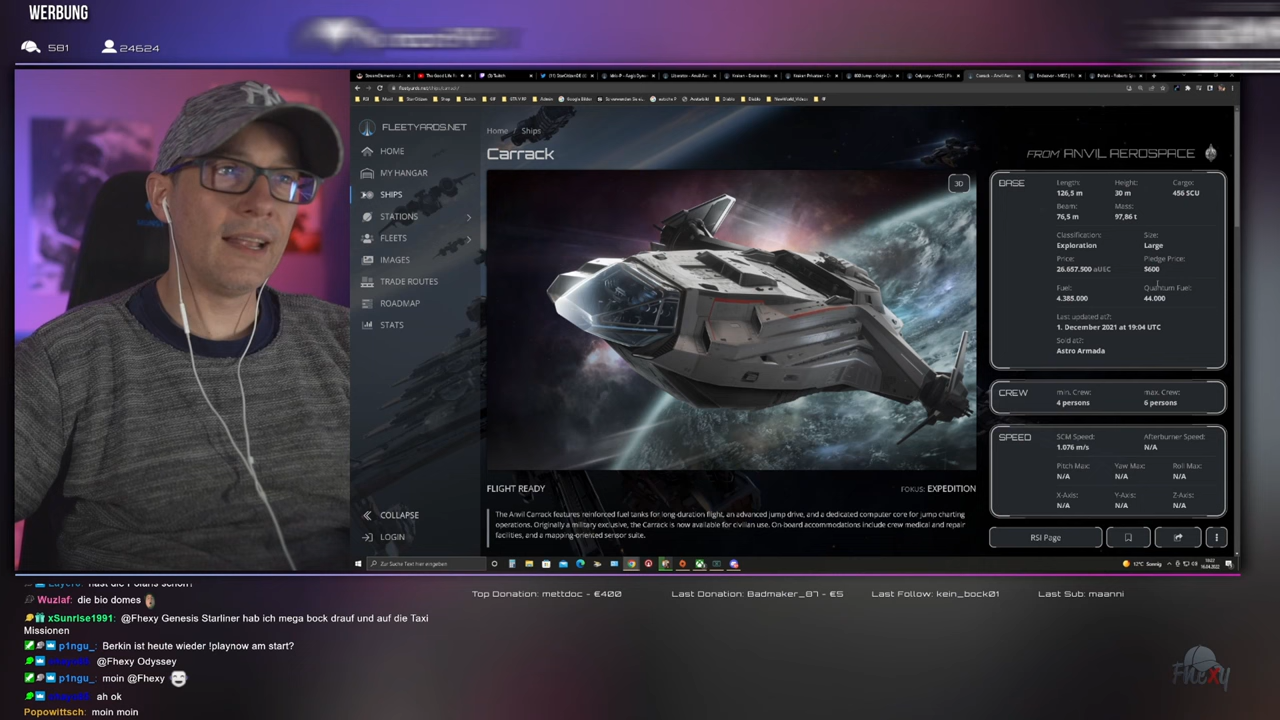 WERBUNG
581
24624
FLEETYARDS.NET
HOME
MY HANGAR
SHIPS
STATIONS
FLEETS
IMAGES
TRADE ROUTES
ROADMAP
STATS
COLLAPSE
LOGIN
Home / Ships
Carrack
FROM ANVIL AEROSPACE
3D
BASE
Length: Height: Cargo:
126,5 m 30 m 456 SCU
Beam: Mass:
76,5 m 97,86 t
Classification: Size:
Exploration Large
Price: Pledge Price:
26.657.500 aUEC $600
Fuel: Quantum Fuel:
4.385.000 44.000
Last updated at?:
1. December 2021 at 19:04 UTC
Sold at?:
Astro Armada
CREW
min. Crew: max. Crew:
4 persons 6 persons
SPEED
SCM Speed: Afterburner Speed:
1.076 m/s N/A
Pitch Max: Yaw Max: Roll Max:
N/A N/A N/A
X-Axis: Y-Axis: Z-Axis:
N/A N/A N/A
RSI Page
FLIGHT READY
FOKUS: EXPEDITION
The Anvil Carrack features reinforced fuel tanks for long-duration flight, an advanced jump drive, and a dedicated computer core for jump charting
operations. Originally a military exclusive, the Carrack is now available for civilian use. On-board accommodations include crew medical and repair
facilities, and a mapping-oriented sensor suite.
Zur Suche Text hier eingeben
12°C Sonnig
Wuzlaf: die bio domes
xSunrise1991: @Fhexy Genesis Starliner hab ich mega bock drauf und auf die Taxi
Missionen
p1ngu_: Berkin ist heute wieder !playnow am start?
@Fhexy Odyssey
p1ngu_: moin @Fhexy
ah ok
Popowittsch: moin moin
Top Donation: mettdoc - €400
Last Donation: Badmaker_87 - €5
Last Follow: kein_bock01
Last Sub: maanni
Fhexy